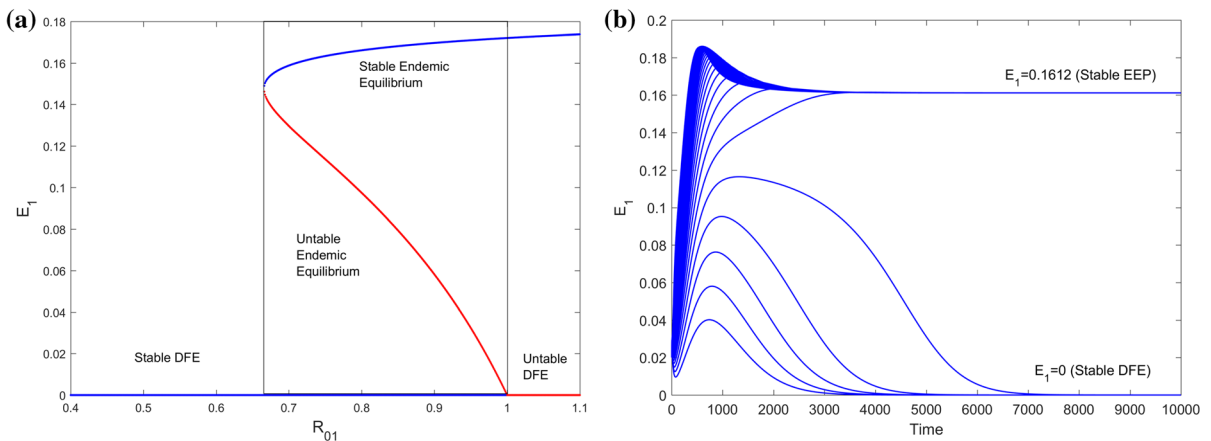 (a)
0.18
0.16
0.14
0.12
0.1
0.08
0.06
0.04
0.02
0
E1
Stable Endemic
Equilibrium
Untable
Endemic
Equilibrium
Stable DFE
Untable
DFE
0.4 0.5 0.6 0.7 0.8 0.9 1 1.1
R01
(b)
0.2
0.18
0.16
0.14
0.12
0.1
0.08
0.06
0.04
0.02
0
E1
E1=0.1612 (Stable EEP)
E1=0 (Stable DFE)
0 1000 2000 3000 4000 5000 6000 7000 8000 9000 10000
Time